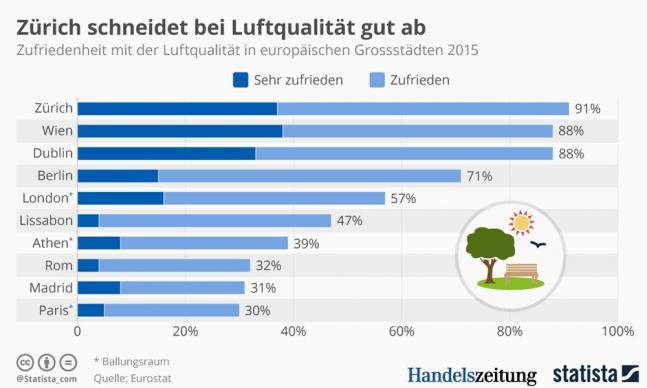 Zürich schneidet bei Luftqualität gut ab
Zufriedenheit mit der Luftqualität in europäischen Grossstädten 2015
Sehr zufrieden Zufrieden
Zürich 91%
Wien 88%
Dublin 88%
Berlin 71%
London* 57%
Lissabon 47%
Athen* 39%
Rom 32%
Madrid 31%
Paris* 30%
0 20% 40% 60% 80% 100%
* Ballungsraum
@Statista_com Quelle: Eurostat
Handelszeitung statista